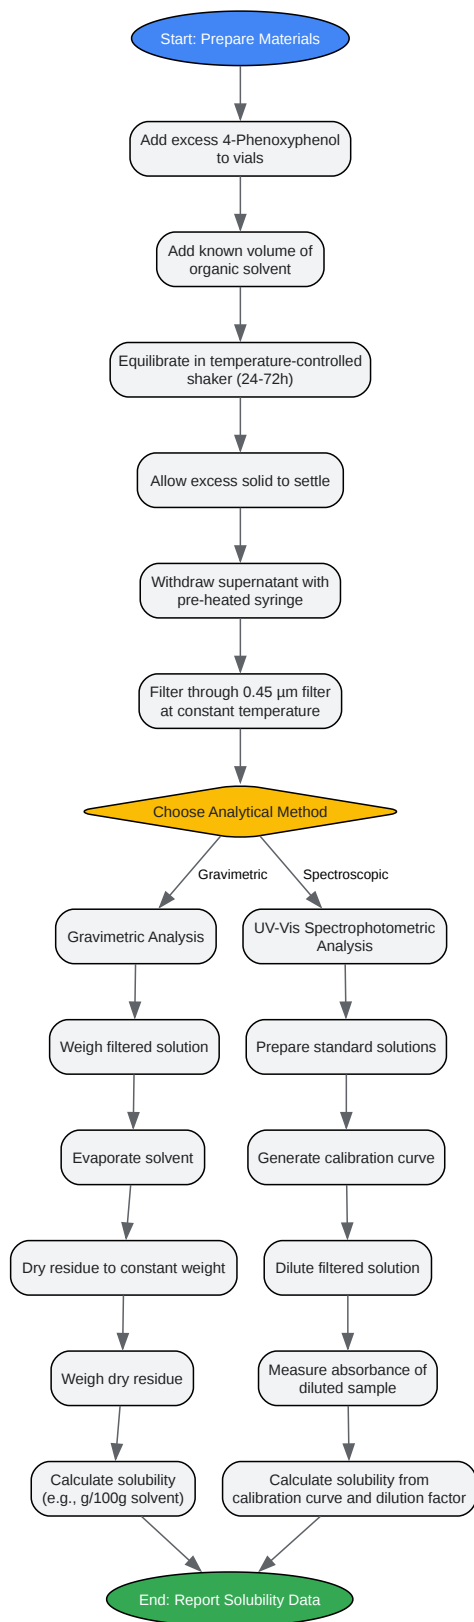 Start: Prepare Materials
Add excess 4-Phenoxyphenol
to vials
Add known volume of
organic solvent
Equilibrate in temperature-controlled
shaker (24-72h)
Allow excess solid to settle
Withdraw supernatant with
pre-heated syringe
Filter through 0.45 µm filter
at constant temperature
Choose Analytical Method
Gravimetric
Spectroscopic
Gravimetric Analysis
UV-Vis Spectrophotometric
Analysis
Weigh filtered solution
Prepare standard solutions
Evaporate solvent
Generate calibration curve
Dry residue to constant weight
Dilute filtered solution
Weigh dry residue
Measure absorbance of
diluted sample
Calculate solubility
(e.g., g/100g solvent)
Calculate solubility from
calibration curve and dilution factor
End: Report Solubility Data